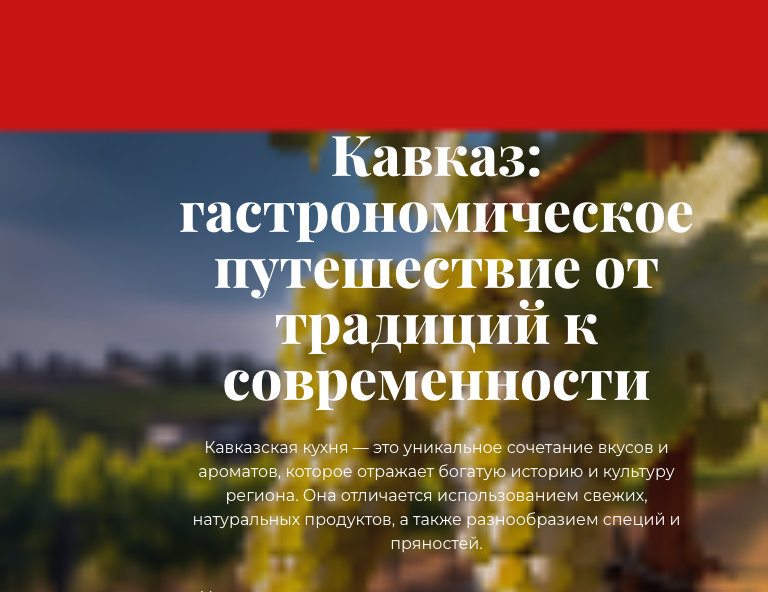 Кавказ:
гастрономическое
путешествие от
традиций к
современности
Кавказская кухня — это уникальное сочетание вкусов и
ароматов, которое отражает богатую историю и культуру
региона. Она отличается использованием свежих,
натуральных продуктов, а также разнообразием специй и
пряностей.